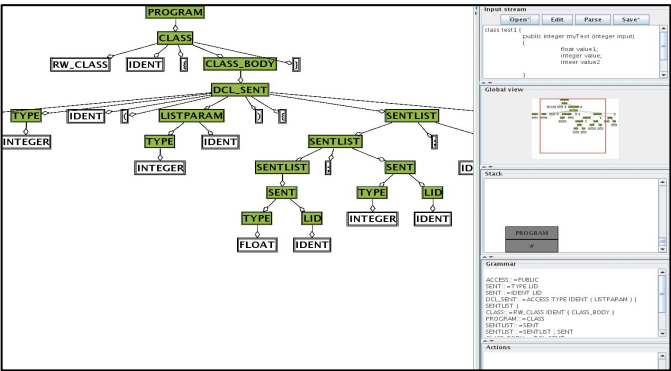 PROGRAM
CLASS
RW_CLASS IDENT { CLASS_BODY }
DCL_SENT
TYPE IDENT ( LISTPARAM ) { SENTLIST
INTEGER TYPE IDENT SENTLIST ;
INTEGER SENTLIST ; SENT ID
SENT TYPE LID
TYPE LID INTEGER IDENT
FLOAT IDENT
Input stream
Open* Edit Parse Save*
class test1 {
public integer myText (integer input)
{
float value1;
integer value;
inteer value2
}
Global view
Stack
PROGRAM
#
Grammar
ACCESS::=PUBLIC
SENT::=TYPE LID
SENT::=IDENT LID
DCL_SENT::=ACCESS TYPE IDENT ( LISTPARAM ) {
SENTLIST }
CLASS::=RW_CLASS IDENT { CLASS_BODY }
PROGRAM::=CLASS
SENTLIST::=SENT
SENTLIST::=SENTLIST ; SENT
Actions